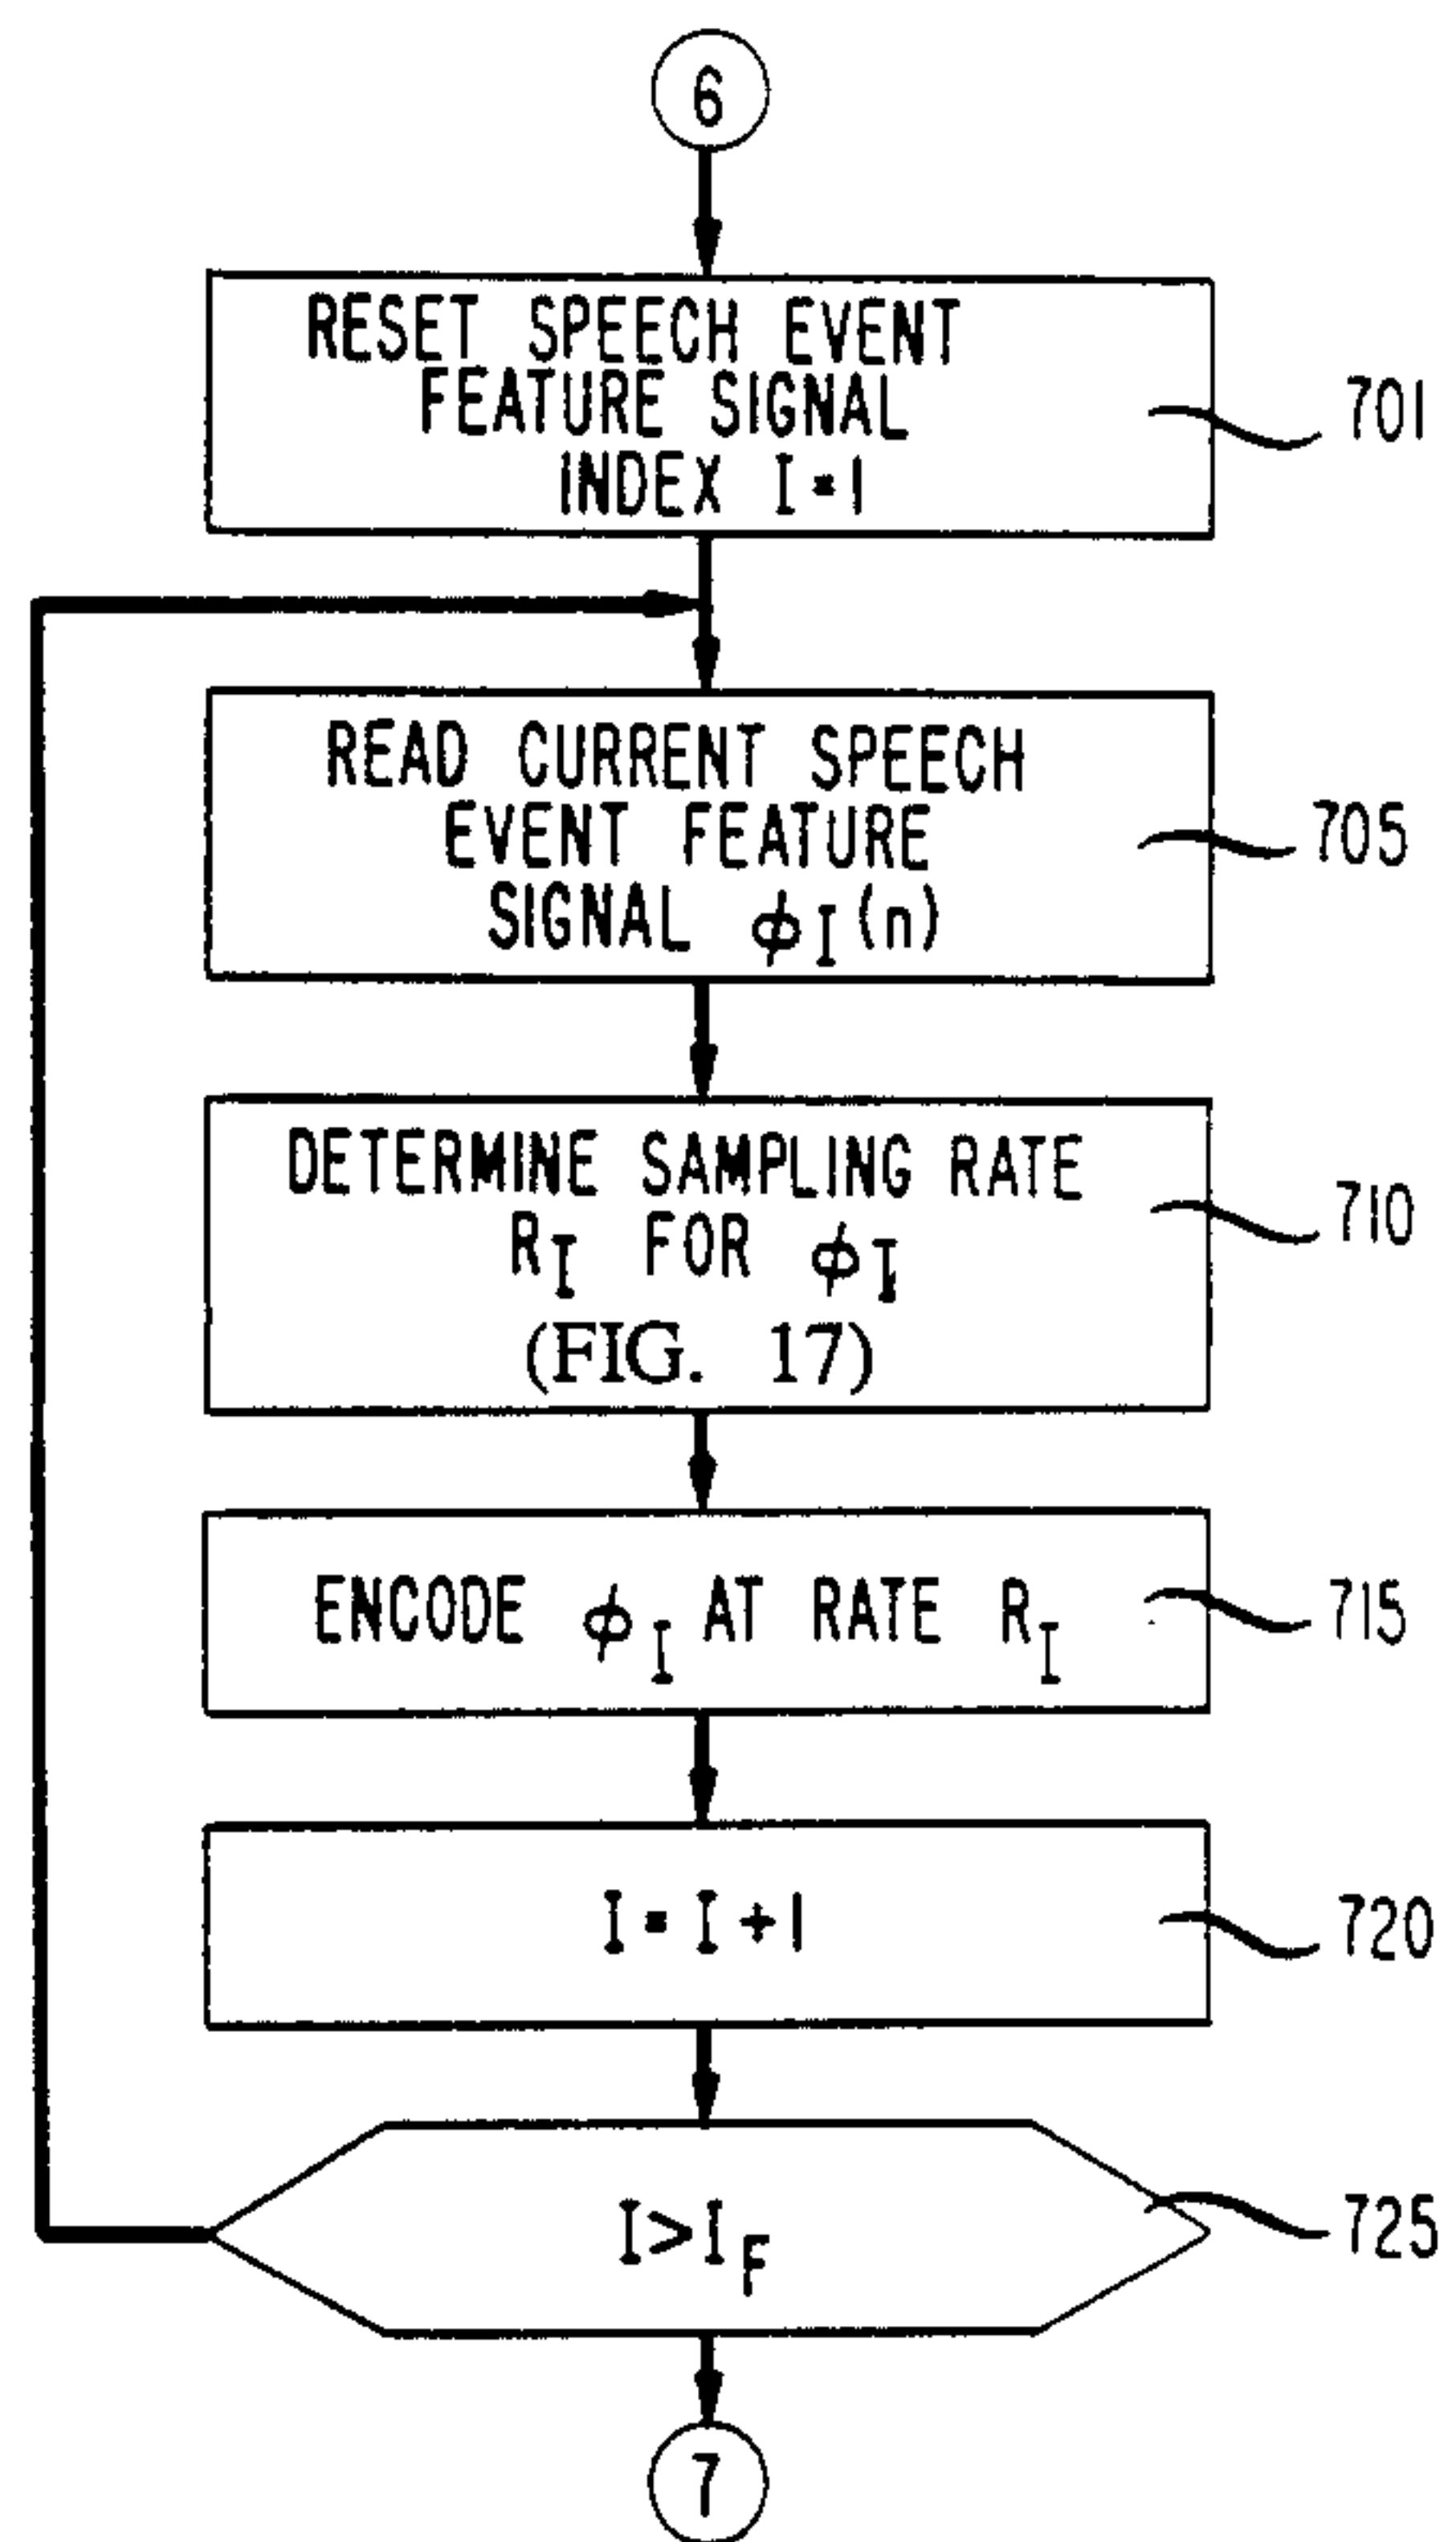 6
RESET SPEECH EVENT
FEATURE SIGNAL
INDEX I=1
701
READ CURRENT SPEECH
EVENT FEATURE
SIGNAL ϕI(n)
705
DETERMINE SAMPLING RATE
RI FOR ϕI
(FIG. 17)
710
ENCODE ϕI AT RATE RI
715
I=I+1
720
I>IF
725
7